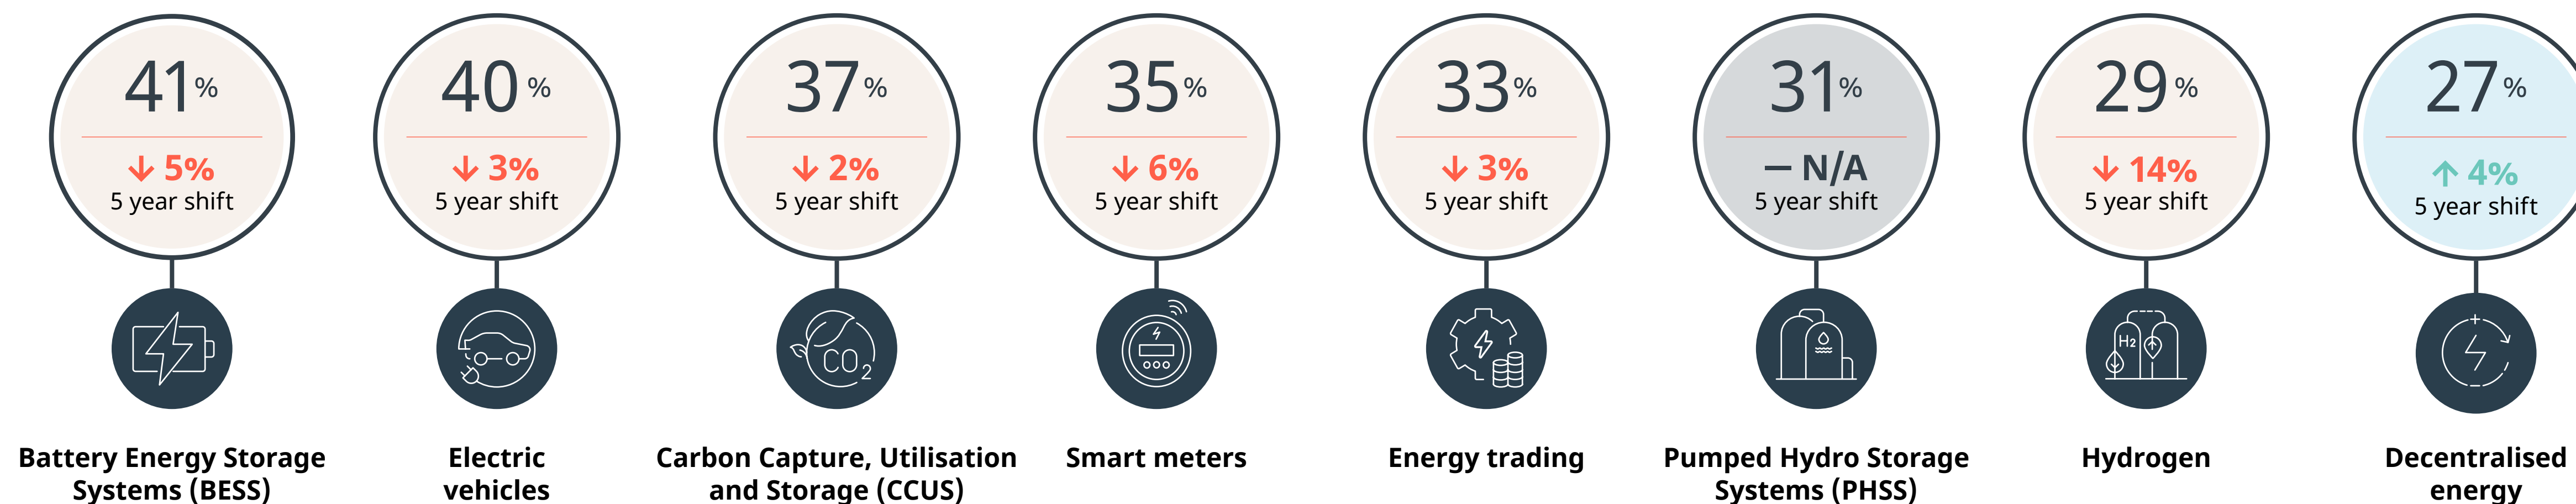 41%
↓ 5%
5 year shift
Battery Energy Storage
Systems (BESS)
40 %
↓ 3%
5 year shift
Electric
vehicles
37 %
↓ 2%
5 year shift
CO2
Carbon Capture, Utilisation
and Storage (CCUS)
35 %
↓ 6%
5 year shift
Smart meters
33 %
↓ 3%
5 year shift
Energy trading
31%
— N/A
5 year shift
Pumped Hydro Storage
Systems (PHSS)
29 %
↓ 14%
5 year shift
H2
Hydrogen
27 %
↑ 4%
5 year shift
Decentralised
energy